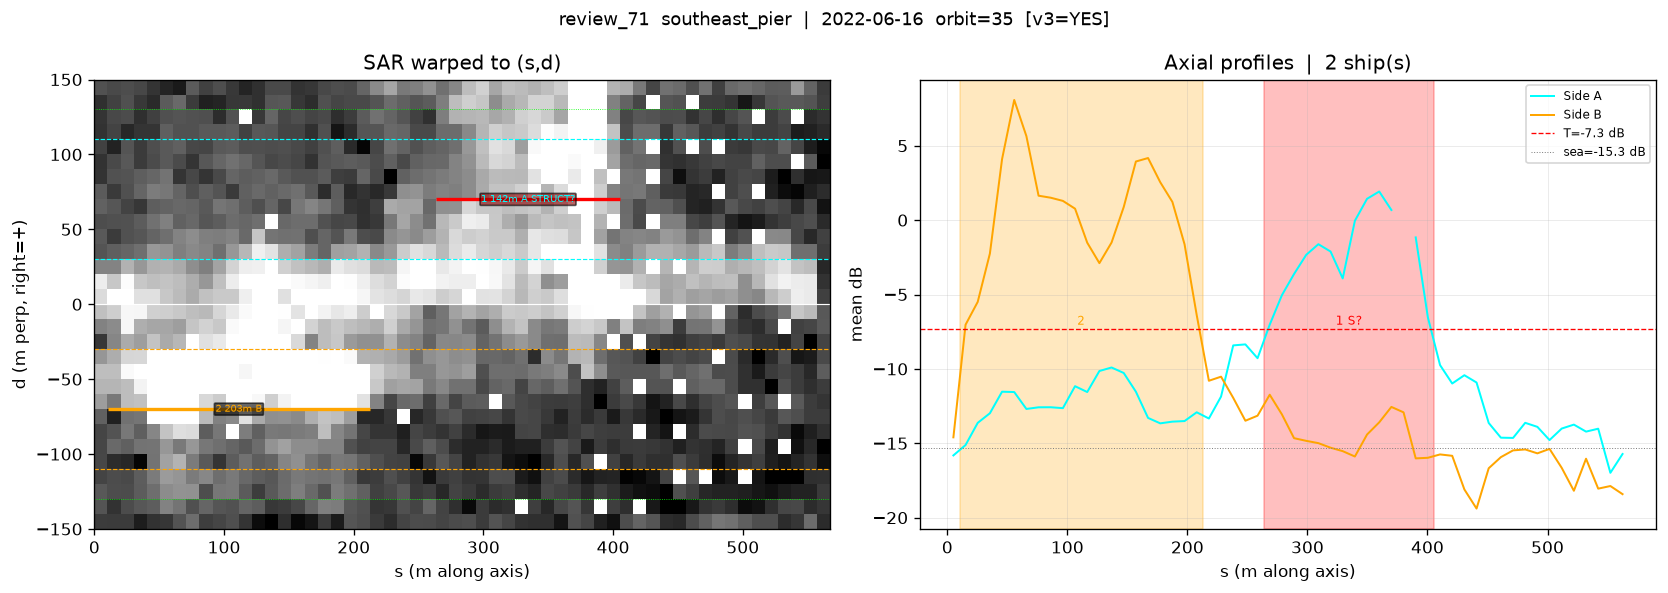 review_71 southeast_pier | 2022-06-16 orbit=35 [v3=YES]
SAR warped to (s,d)
150
100
50
0
−50
−100
−150
d (m perp, right=+)
1 142m A STRUCT?
2 203m B
0
100
200
300
400
500
s (m along axis)
Axial profiles | 2 ship(s)
5
0
−5
−10
−15
−20
mean dB
Side A
Side B
T=-7.3 dB
sea=-15.3 dB
2
1 S?
0
100
200
300
400
500
s (m along axis)